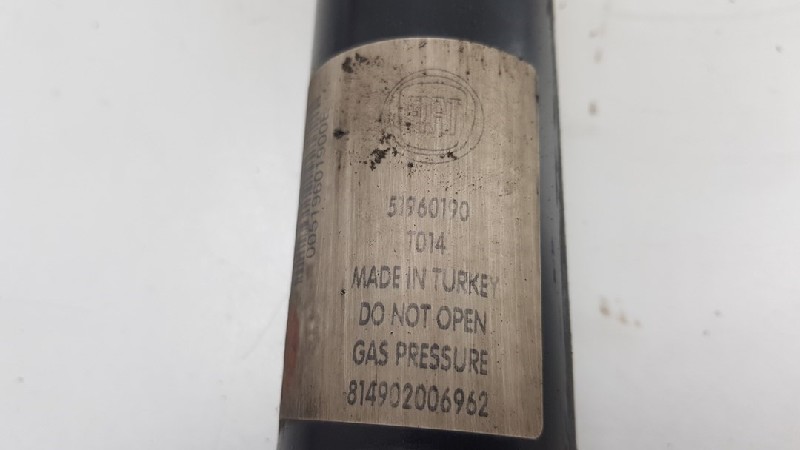 FIAT
51960190
T014
MADE IN TURKEY
DO NOT OPEN
GAS PRESSURE
814902006962